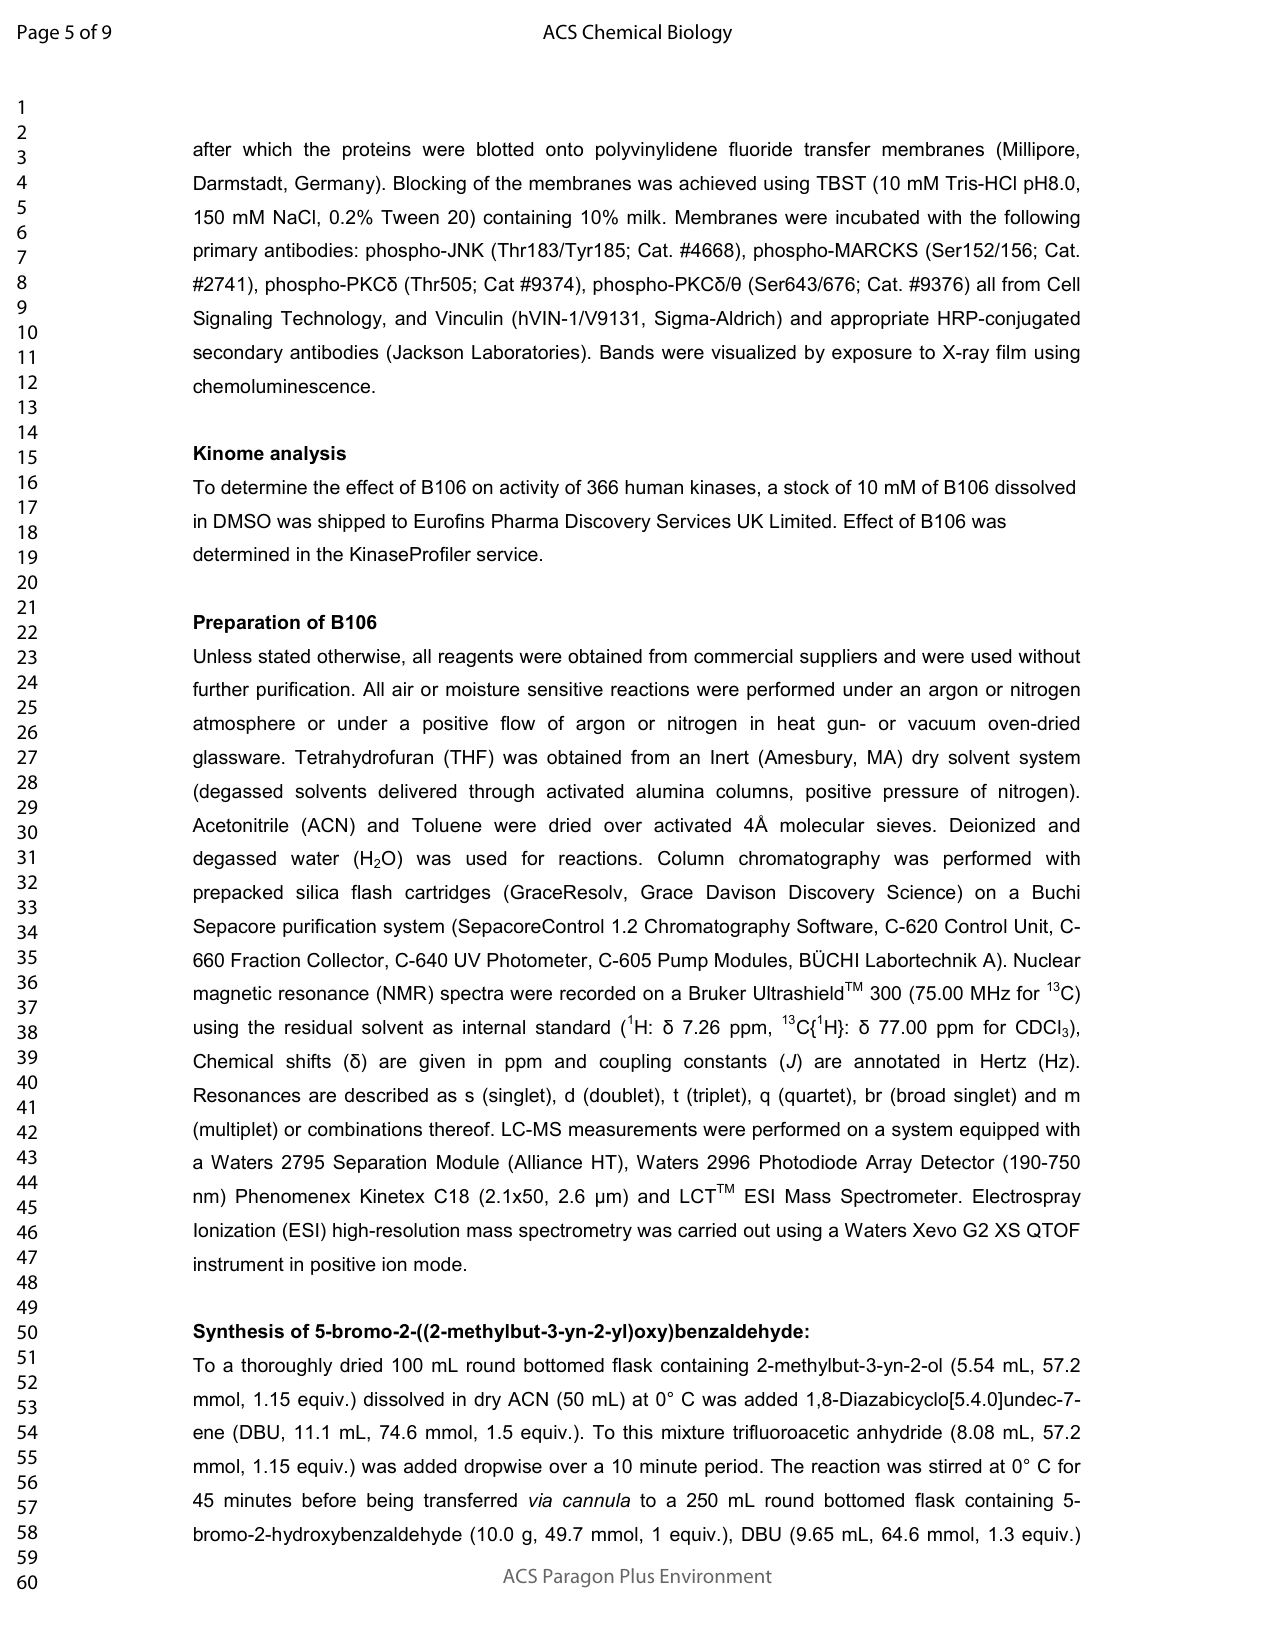 Page 5 of 9
ACS Chemical Biology
1
2
3
4
5
6
7
8
9
10
11
12
13
14
15
16
17
18
19
20
21
22
23
24
25
26
27
28
29
30
31
32
33
34
35
36
37
38
39
40
41
42
43
44
45
46
47
48
49
50
51
52
53
54
55
56
57
58
59
60
after which the proteins were blotted onto polyvinylidene fluoride transfer membranes (Millipore,
Darmstadt, Germany). Blocking of the membranes was achieved using TBST (10 mM Tris-HCl pH8.0,
150 mM NaCl, 0.2% Tween 20) containing 10% milk. Membranes were incubated with the following
primary antibodies: phospho-JNK (Thr183/Tyr185; Cat. #4668), phospho-MARCKS (Ser152/156; Cat.
#2741), phospho-PKCδ (Thr505; Cat #9374), phospho-PKCδ/θ (Ser643/676; Cat. #9376) all from Cell
Signaling Technology, and Vinculin (hVIN-1/V9131, Sigma-Aldrich) and appropriate HRP-conjugated
secondary antibodies (Jackson Laboratories). Bands were visualized by exposure to X-ray film using
chemoluminescence.
Kinome analysis
To determine the effect of B106 on activity of 366 human kinases, a stock of 10 mM of B106 dissolved
in DMSO was shipped to Eurofins Pharma Discovery Services UK Limited. Effect of B106 was
determined in the KinaseProfiler service.
Preparation of B106
Unless stated otherwise, all reagents were obtained from commercial suppliers and were used without
further purification. All air or moisture sensitive reactions were performed under an argon or nitrogen
atmosphere or under a positive flow of argon or nitrogen in heat gun- or vacuum oven-dried
glassware. Tetrahydrofuran (THF) was obtained from an Inert (Amesbury, MA) dry solvent system
(degassed solvents delivered through activated alumina columns, positive pressure of nitrogen).
Acetonitrile (ACN) and Toluene were dried over activated 4Å molecular sieves. Deionized and
degassed water (H₂O) was used for reactions. Column chromatography was performed with
prepacked silica flash cartridges (GraceResolv, Grace Davison Discovery Science) on a Buchi
Sepacore purification system (SepacoreControl 1.2 Chromatography Software, C-620 Control Unit, C-
660 Fraction Collector, C-640 UV Photometer, C-605 Pump Modules, BÜCHI Labortechnik A). Nuclear
magnetic resonance (NMR) spectra were recorded on a Bruker Ultrashield™ 300 (75.00 MHz for ¹³C)
using the residual solvent as internal standard (¹H: δ 7.26 ppm, ¹³C{¹H}: δ 77.00 ppm for CDCl₃),
Chemical shifts (δ) are given in ppm and coupling constants (J) are annotated in Hertz (Hz).
Resonances are described as s (singlet), d (doublet), t (triplet), q (quartet), br (broad singlet) and m
(multiplet) or combinations thereof. LC-MS measurements were performed on a system equipped with
a Waters 2795 Separation Module (Alliance HT), Waters 2996 Photodiode Array Detector (190-750
nm) Phenomenex Kinetex C18 (2.1x50, 2.6 µm) and LCT™ ESI Mass Spectrometer. Electrospray
Ionization (ESI) high-resolution mass spectrometry was carried out using a Waters Xevo G2 XS QTOF
instrument in positive ion mode.
Synthesis of 5-bromo-2-((2-methylbut-3-yn-2-yl)oxy)benzaldehyde:
To a thoroughly dried 100 mL round bottomed flask containing 2-methylbut-3-yn-2-ol (5.54 mL, 57.2
mmol, 1.15 equiv.) dissolved in dry ACN (50 mL) at 0° C was added 1,8-Diazabicyclo[5.4.0]undec-7-
ene (DBU, 11.1 mL, 74.6 mmol, 1.5 equiv.). To this mixture trifluoroacetic anhydride (8.08 mL, 57.2
mmol, 1.15 equiv.) was added dropwise over a 10 minute period. The reaction was stirred at 0° C for
45 minutes before being transferred via cannula to a 250 mL round bottomed flask containing 5-
bromo-2-hydroxybenzaldehyde (10.0 g, 49.7 mmol, 1 equiv.), DBU (9.65 mL, 64.6 mmol, 1.3 equiv.)
ACS Paragon Plus Environment